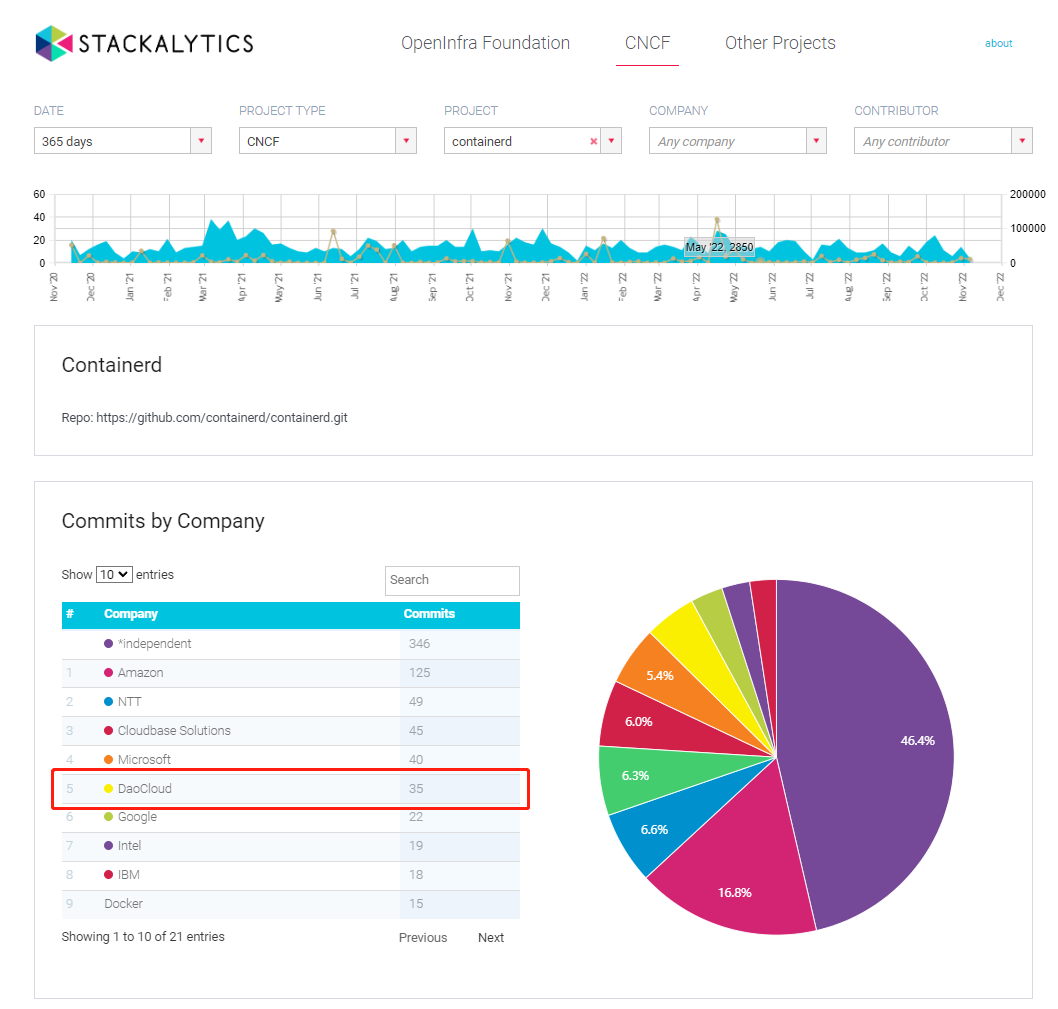 STACKALYTICS
OpenInfra Foundation CNCF Other Projects about
DATE PROJECT TYPE PROJECT COMPANY CONTRIBUTOR
365 days CNCF containerd × Any company Any contributor
60 200000
40 100000
20
0 0
May '22, 2850
Nov '20 Dec '20 Jan '21 Feb '21 Mar '21 Apr '21 May '21 Jun '21 Jul '21 Aug '21 Sep '21 Oct '21 Nov '21 Dec '21 Jan '22 Feb '22 Mar '22 Apr '22 May '22 Jun '22 Jul '22 Aug '22 Sep '22 Oct '22 Nov '22 Dec '22
Containerd
Repo: https://github.com/containerd/containerd.git
Commits by Company
Show 10 entries Search
# Company Commits
*independent 346
1 Amazon 125
2 NTT 49
3 Cloudbase Solutions 45
4 Microsoft 40
5 DaoCloud 35
6 Google 22
7 Intel 19
8 IBM 18
9 Docker 15
Showing 1 to 10 of 21 entries Previous Next
5.4%
6.0%
46.4%
6.3%
6.6%
16.8%